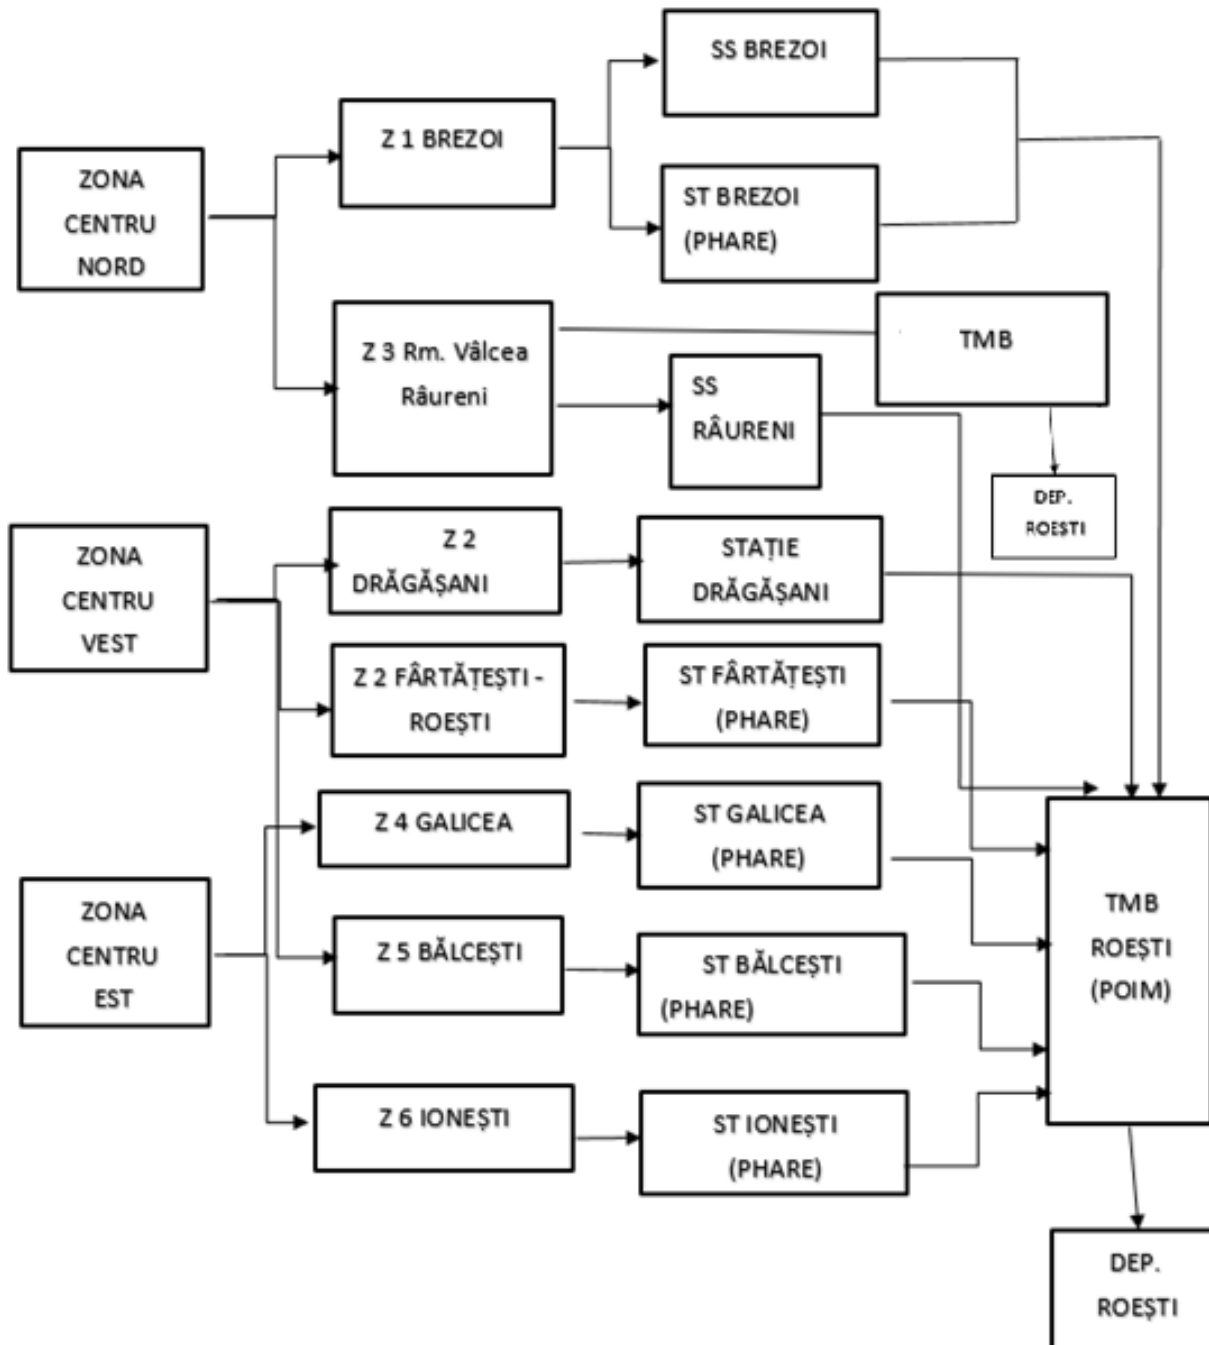 SS BREZOI
Z 1 BREZOI
ZONA
CENTRU
NORD
ST BREZOI
(PHARE)
Z 3 Rm. Vâlcea
Râureni
TMB
SS
RÂURENI
DEP.
ROEȘTI
ZONA
CENTRU
VEST
Z 2
DRĂGĂȘANI
STAȚIE
DRĂGĂȘANI
Z 2 FÂRTĂȚEȘTI -
ROEȘTI
ST FÂRTĂȚEȘTI
(PHARE)
Z 4 GALICEA
ST GALICEA
(PHARE)
ZONA
CENTRU
EST
Z 5 BĂLCEȘTI
ST BĂLCEȘTI
(PHARE)
TMB
ROEȘTI
(POIM)
Z 6 IONEȘTI
ST IONEȘTI
(PHARE)
DEP.
ROEȘTI